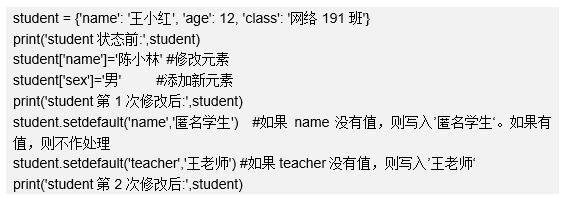 student = {'name': '王小红', 'age': 12, 'class': '网络 191 班'}
print('student 状态前:',student)
student['name']='陈小林' #修改元素
student['sex']='男' #添加新元素
print('student 第 1 次修改后:',student)
student.setdefault('name','匿名学生') #如果 name 没有值，则写入’匿名学生‘。如果有
值，则不作处理
student.setdefault('teacher','王老师') #如果 teacher 没有值，则写入’王老师‘
print('student 第 2 次修改后:',student)